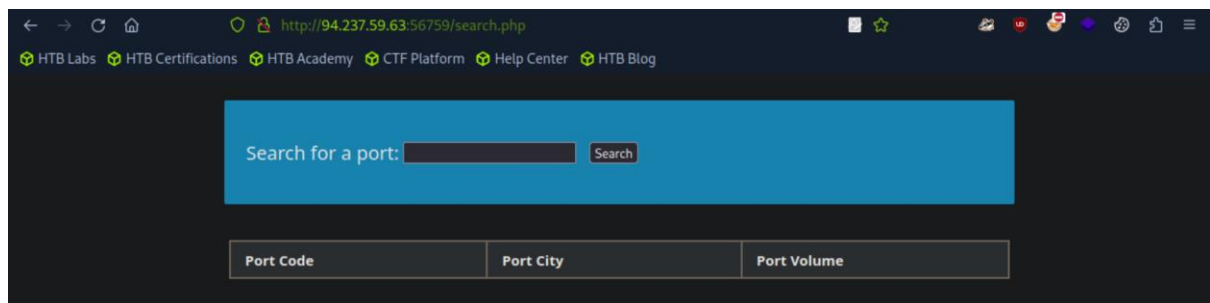 http://94.237.59.63:56759/search.php
HTB Labs HTB Certifications HTB Academy CTF Platform Help Center HTB Blog
Search for a port: Search
Port Code Port City Port Volume